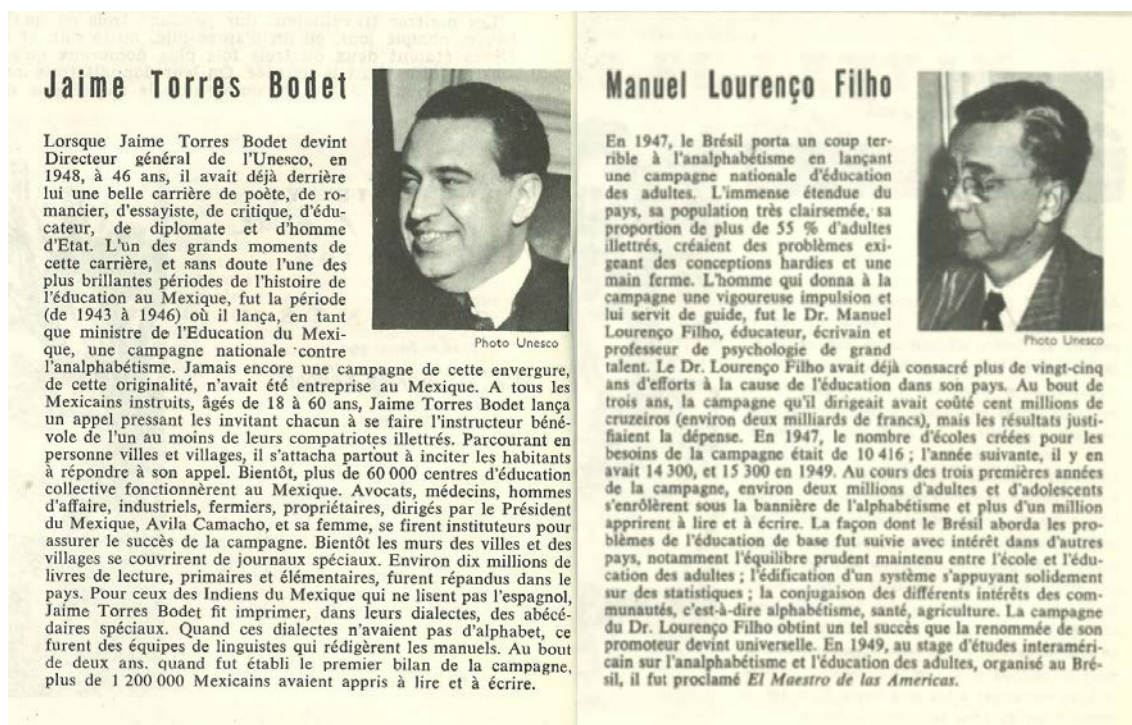 Jaime Torres Bodet
Lorsque Jaime Torres Bodet devint
Directeur général de l'Unesco, en
1948, à 46 ans, il avait déjà derrière
lui une belle carrière de poète, de ro-
mancier, d'essayiste, de critique, d'édu-
cateur, de diplomate et d'homme
d'Etat. L'un des grands moments de
cette carrière, et sans doute l'une des
plus brillantes périodes de l'histoire de
l'éducation au Mexique, fut la période
(de 1943 à 1946) où il lança, en tant
que ministre de l'Education du Mexi-
que, une campagne nationale contre
l'analphabétisme. Jamais encore une campagne de cette envergure,
de cette originalité, n'avait été entreprise au Mexique. A tous les
Mexicains instruits, âgés de 18 à 60 ans, Jaime Torres Bodet lança
un appel pressant les invitant chacun à se faire l'instructeur béné-
vole de l'un au moins de leurs compatriotes illettrés. Parcourant en
personne villes et villages, il s'attacha partout à inciter les habitants
à répondre à son appel. Bientôt, plus de 60 000 centres d'éducation
collective fonctionnèrent au Mexique. Avocats, médecins, hommes
d'affaire, industriels, fermiers, propriétaires, dirigés par le Président
du Mexique, Avila Camacho, et sa femme, se firent instituteurs pour
assurer le succès de la campagne. Bientôt les murs des villes et des
villages se couvrirent de journaux spéciaux. Environ dix millions de
livres de lecture, primaires et élémentaires, furent répandus dans le
pays. Pour ceux des Indiens du Mexique qui ne lisent pas l'espagnol,
Jaime Torres Bodet fit imprimer, dans leurs dialectes, des abécé-
daires spéciaux. Quand ces dialectes n'avaient pas d'alphabet, ce
furent des équipes de linguistes qui rédigèrent les manuels. Au bout
de deux ans. quand fut établi le premier bilan de la campagne,
plus de 1 200 000 Mexicains avaient appris à lire et à écrire.
Photo Unesco
Manuel Lourenço Filho
En 1947, le Brésil porta un coup ter-
rible à l'analphabétisme en lançant
une campagne nationale d'éducation
des adultes. L'immense étendue du
pays, sa population très clairsemée, sa
proportion de plus de 55 % d'adultes
illettrés, créaient des problèmes exi-
geant des conceptions hardies et une
main ferme. L'homme qui donna à la
campagne une vigoureuse impulsion et
lui servit de guide, fut le Dr. Manuel
Lourenço Filho, éducateur, écrivain et
professeur de psychologie de grand
talent. Le Dr. Lourenço Filho avait déjà consacré plus de vingt-cinq
ans d'efforts à la cause de l'éducation dans son pays. Au bout de
trois ans, la campagne qu'il dirigeait avait coûté cent millions de
cruzeiros (environ deux milliards de francs), mais les résultats justi-
fiaient la dépense. En 1947, le nombre d'écoles créées pour les
besoins de la campagne était de 10 416 ; l'année suivante, il y en
avait 14 300, et 15 300 en 1949. Au cours des trois premières années
de la campagne, environ deux millions d'adultes et d'adolescents
s'enrôlèrent sous la bannière de l'alphabétisme et plus d'un million
apprirent à lire et à écrire. La façon dont le Brésil aborda les pro-
blèmes de l'éducation de base fut suivie avec intérêt dans d'autres
pays, notamment l'équilibre prudent maintenu entre l'école et l'édu-
cation des adultes ; l'édification d'un système s'appuyant solidement
sur des statistiques ; la conjugaison des différents intérêts des com-
munautés, c'est-à-dire alphabétisme, santé, agriculture. La campagne
du Dr. Lourenço Filho obtint un tel succès que la renommée de son
promoteur devint universelle. En 1949, au stage d'études interaméri-
cain sur l'analphabétisme et l'éducation des adultes, organisé au Bré-
sil, il fut proclamé El Maestro de las Americas.
Photo Unesco